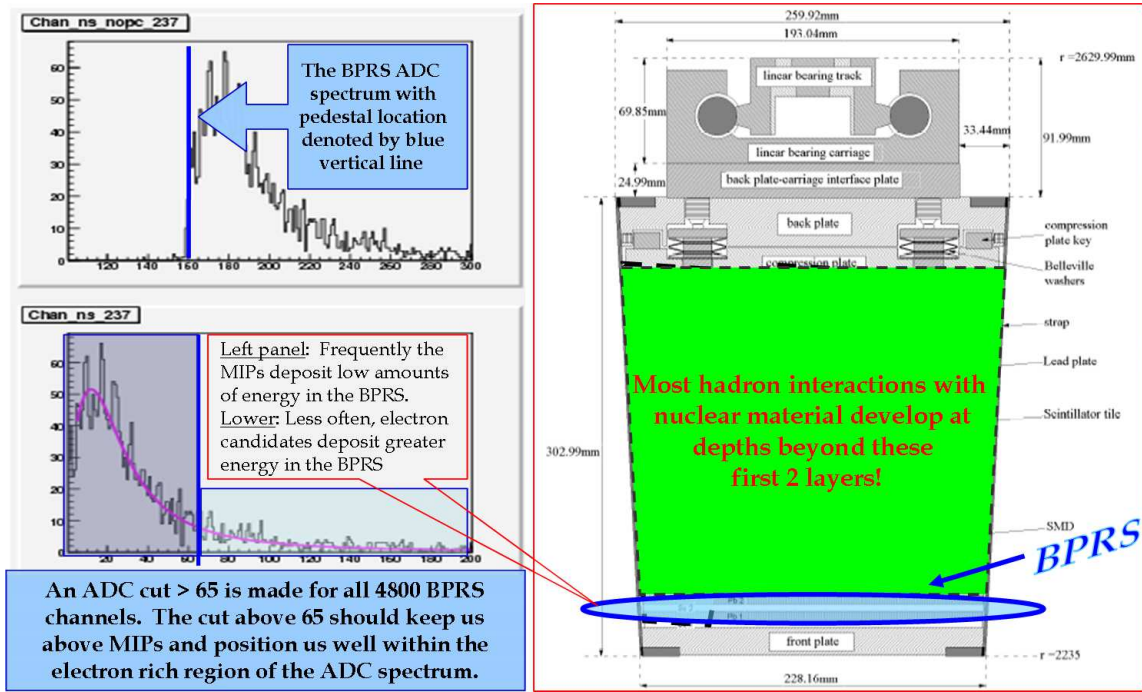 Chan_ns_nopc_237
60
50
40
30
20
10
0
120
140
160
180
200
220
240
260
280
300
The BPRS ADC
spectrum with
pedestal location
denoted by blue
vertical line
Chan_ns_237
60
50
40
30
20
10
0
20
40
60
80
100
120
140
160
180
200
Left panel: Frequently the
MIPs deposit low amounts
of energy in the BPRS.
Lower: Less often, electron
candidates deposit greater
energy in the BPRS
An ADC cut > 65 is made for all 4800 BPRS
channels. The cut above 65 should keep us
above MIPs and position us well within the
electron rich region of the ADC spectrum.
259.92mm
193.04mm
r =2629.99mm
linear bearing track
69.85mm
33.44mm
91.99mm
linear bearing carriage
24.99mm
back plate-carriage interface plate
back plate
compression
plate key
compression plate
Belleville
washers
strap
Lead plate
Most hadron interactions with
nuclear material develop at
depths beyond these
first 2 layers!
Scintillator tile
302.99mm
SMD
BPRS
Pb 2
Pb 1
front plate
r =2235
228.16mm